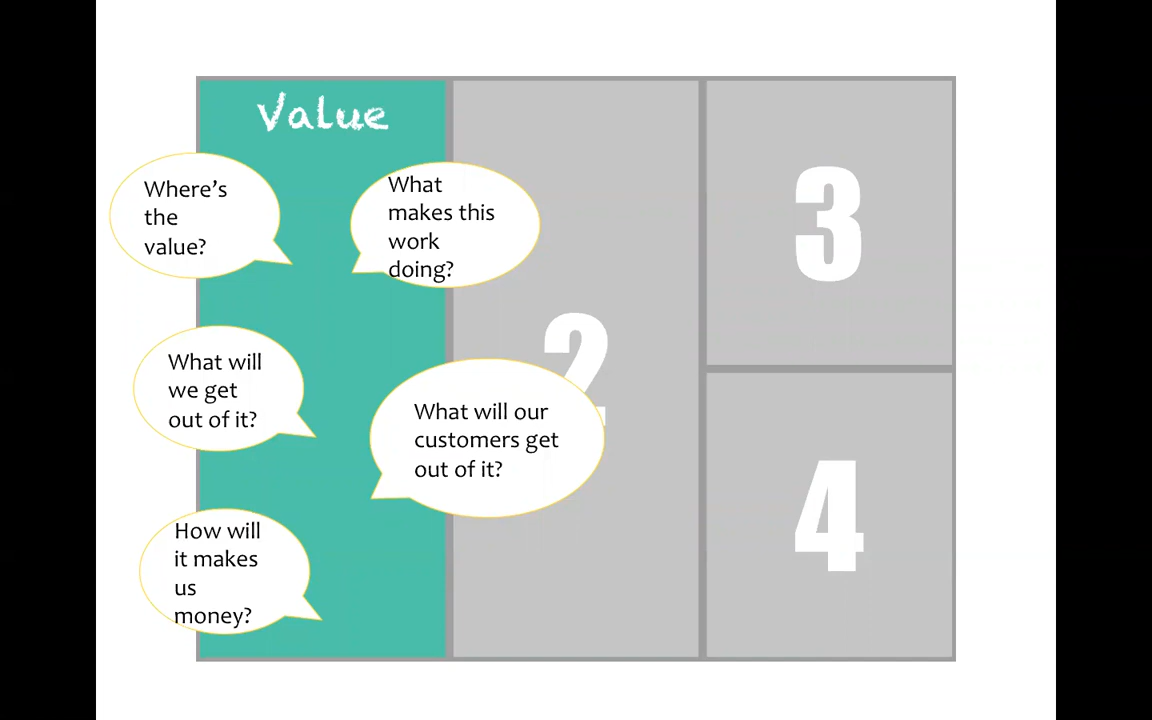 Value
Where's
the
value?
What
makes this
work
doing?
What will
we get
out of it?
What will our
customers get
out of it?
How will
it makes
us
money?
2
3
4